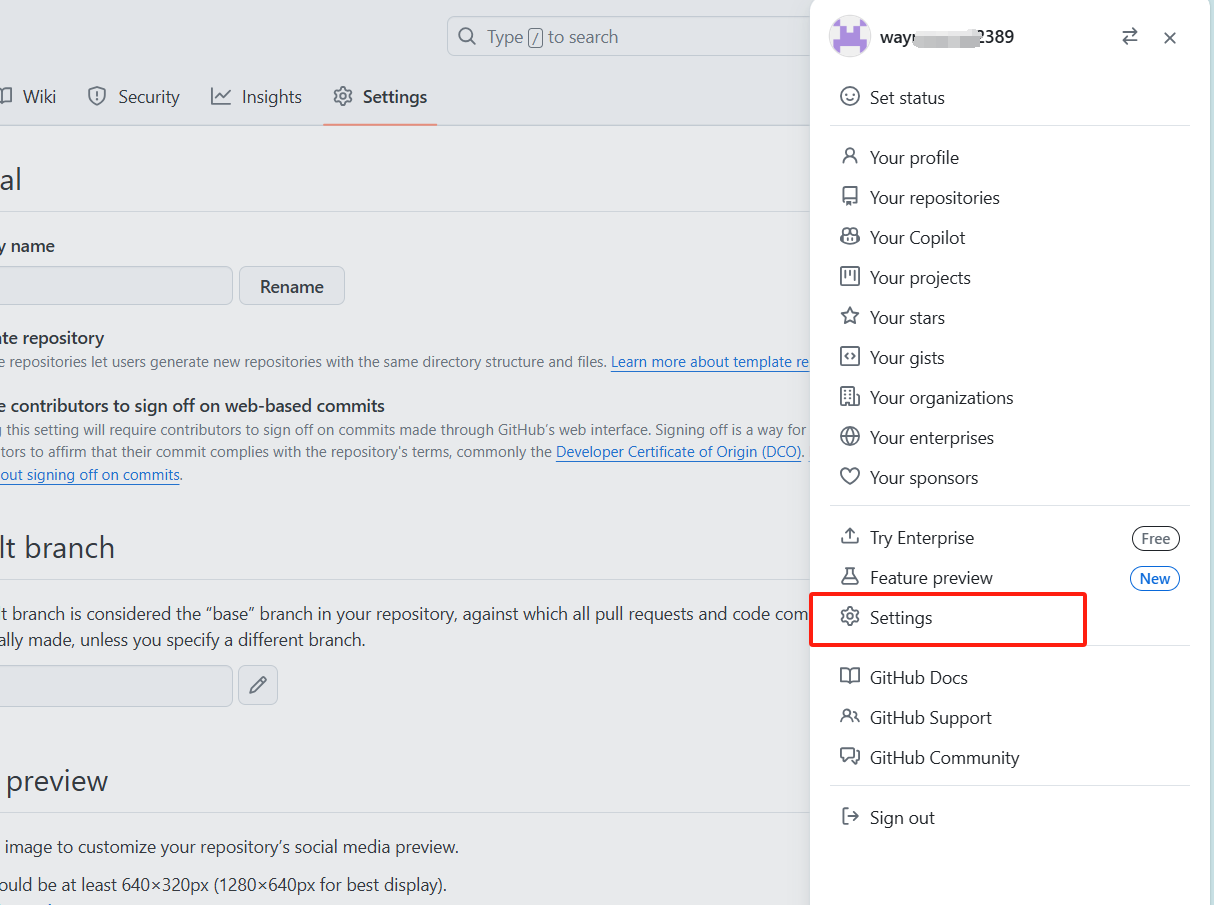 Type / to search
Wiki
Security
Insights
Settings
al
y name
Rename
te repository
e repositories let users generate new repositories with the same directory structure and files. Learn more about template re
e contributors to sign off on web-based commits
this setting will require contributors to sign off on commits made through GitHub's web interface. Signing off is a way for
tors to affirm that their commit complies with the repository's terms, commonly the Developer Certificate of Origin (DCO).
out signing off on commits.
lt branch
t branch is considered the “base” branch in your repository, against which all pull requests and code com
ally made, unless you specify a different branch.
preview
image to customize your repository’s social media preview.
ould be at least 640×320px (1280×640px for best display).
way 2389
Set status
Your profile
Your repositories
Your Copilot
Your projects
Your stars
Your gists
Your organizations
Your enterprises
Your sponsors
Try Enterprise
Free
Feature preview
New
Settings
GitHub Docs
GitHub Support
GitHub Community
Sign out